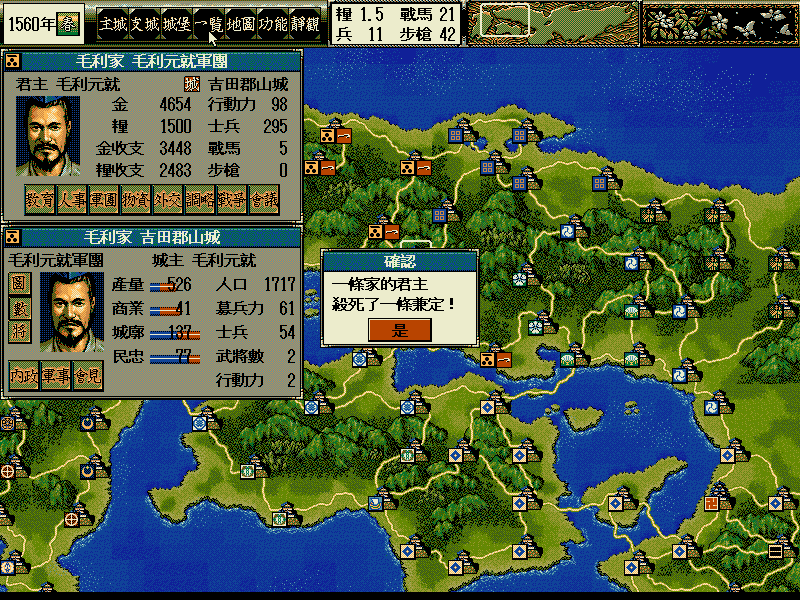 1560年 春 主城 支城 城堡 一覧 地圖 功能 靜觀
糧 1.5 戰馬 21
兵 11 步槍 42
毛利家 毛利元就軍團
君主 毛利元就 城 吉田郡山城
金 4654 行動力 98
糧 1500 士兵 295
金收支 3448 戰馬 5
糧收支 2483 步槍 0
教育 人事 軍團 物資 外交 調略 戰爭 會議
毛利家 吉田郡山城
毛利元就軍團 城主 毛利元就
圖 產量 526 人口 1717
數 商業 41 募兵力 61
將 城廓 137 士兵 54
民忠 77 武將數 2
行動力 2
內政 軍事 會見
確認
一條家的君主
殺死了一條兼定！
是